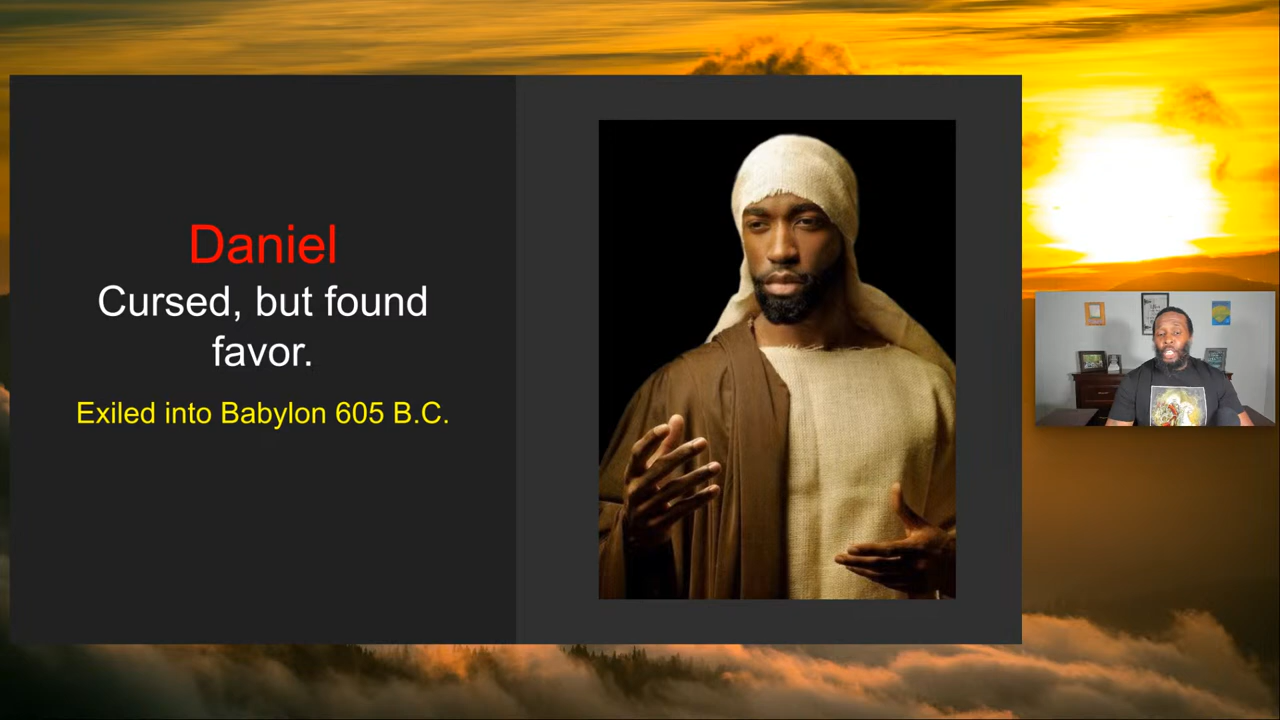 Daniel
Cursed, but found
favor.
Exiled into Babylon 605 B.C.